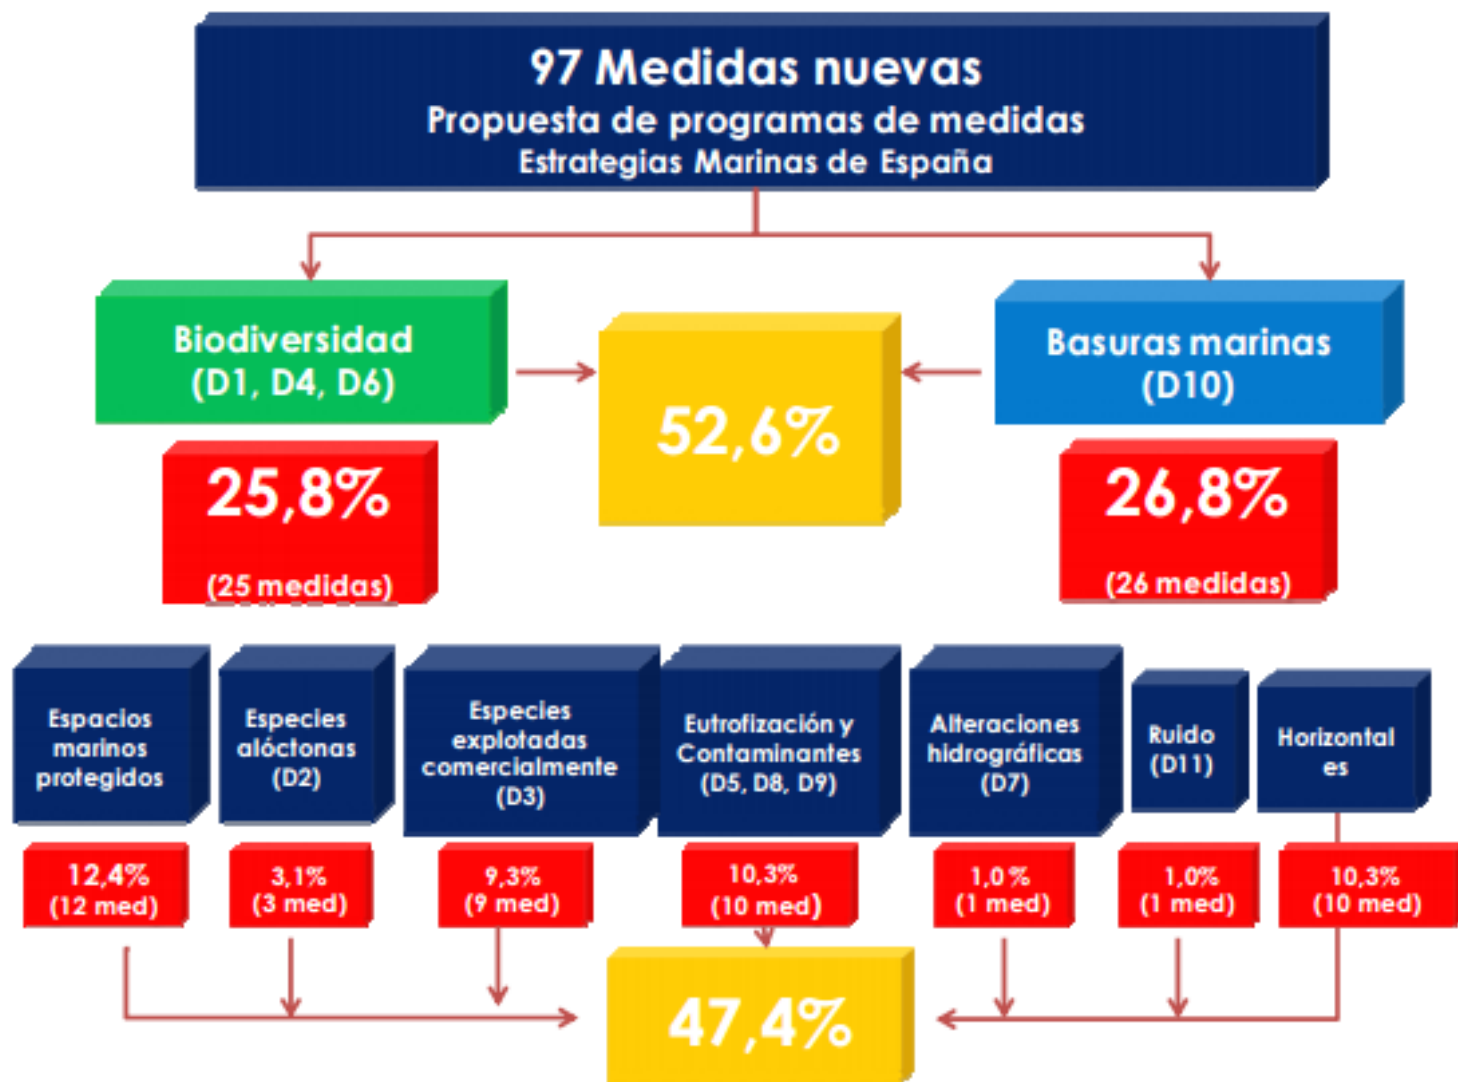 97 Medidas nuevas
Propuesta de programas de medidas
Estrategias Marinas de España
Biodiversidad
(D1, D4, D6)
52,6%
Basuras marinas
(D10)
25,8%
(25 medidas)
26,8%
(26 medidas)
Espacios
marinos
protegidos
Especies
alóctonas
(D2)
Especies
explotadas
comercialmente
(D3)
Eutrofización y
Contaminantes
(D5, D8, D9)
Alteraciones
hidrográficas
(D7)
Ruido
(D11)
Horizontal
es
12,4%
(12 med)
3,1%
(3 med)
9,3%
(9 med)
10,3%
(10 med)
1,0 %
(1 med)
1,0%
(1 med)
10,3%
(10 med)
47,4%